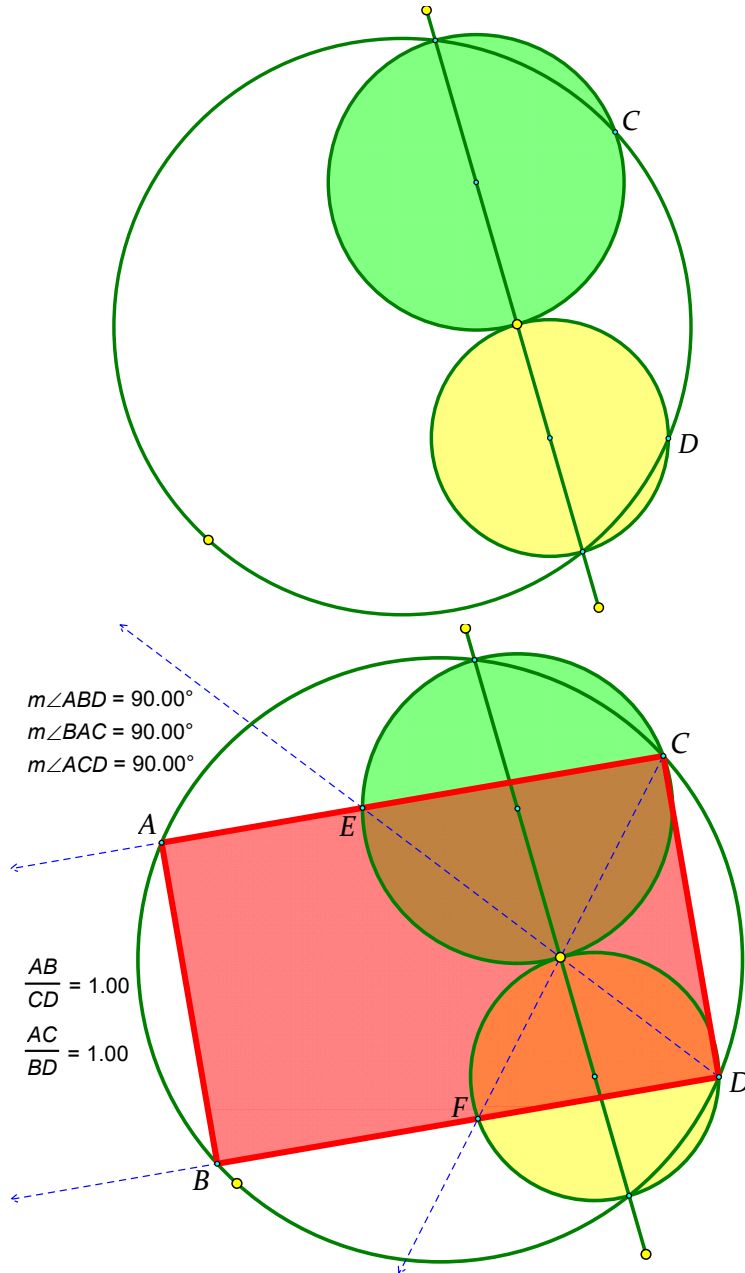 C
D
m∠ABD = 90.00°
m∠BAC = 90.00°
m∠ACD = 90.00°
C
A
E
AB
CD
= 1.00
AC
BD
= 1.00
D
F
B